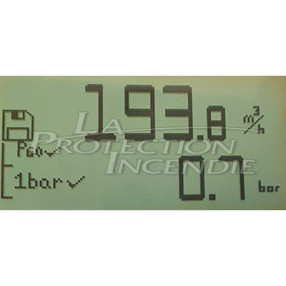 193.8 m³/h
LA
PROTECTION
P60✓
INCENDIE
1bar✓
0.7 bar